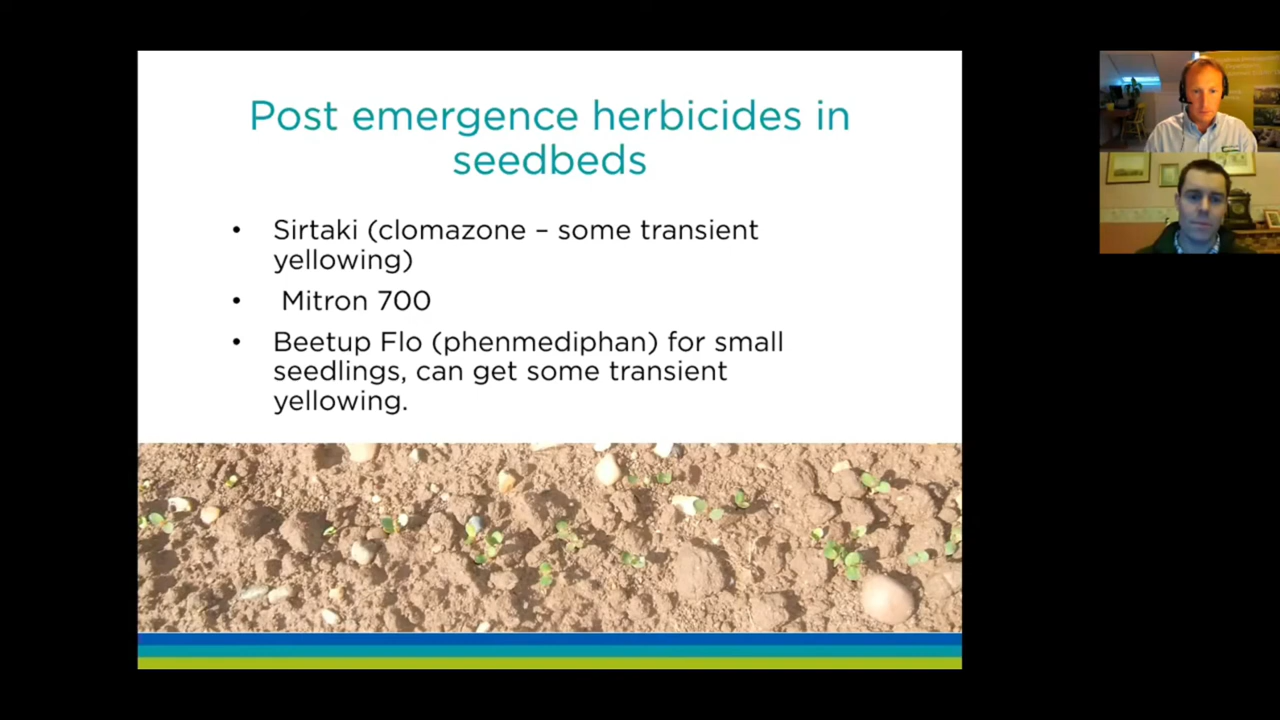 Post emergence herbicides in
seedbeds
• Sirtaki (clomazone – some transient
yellowing)
• Mitron 700
• Beetup Flo (phenmediphan) for small
seedlings, can get some transient
yellowing.